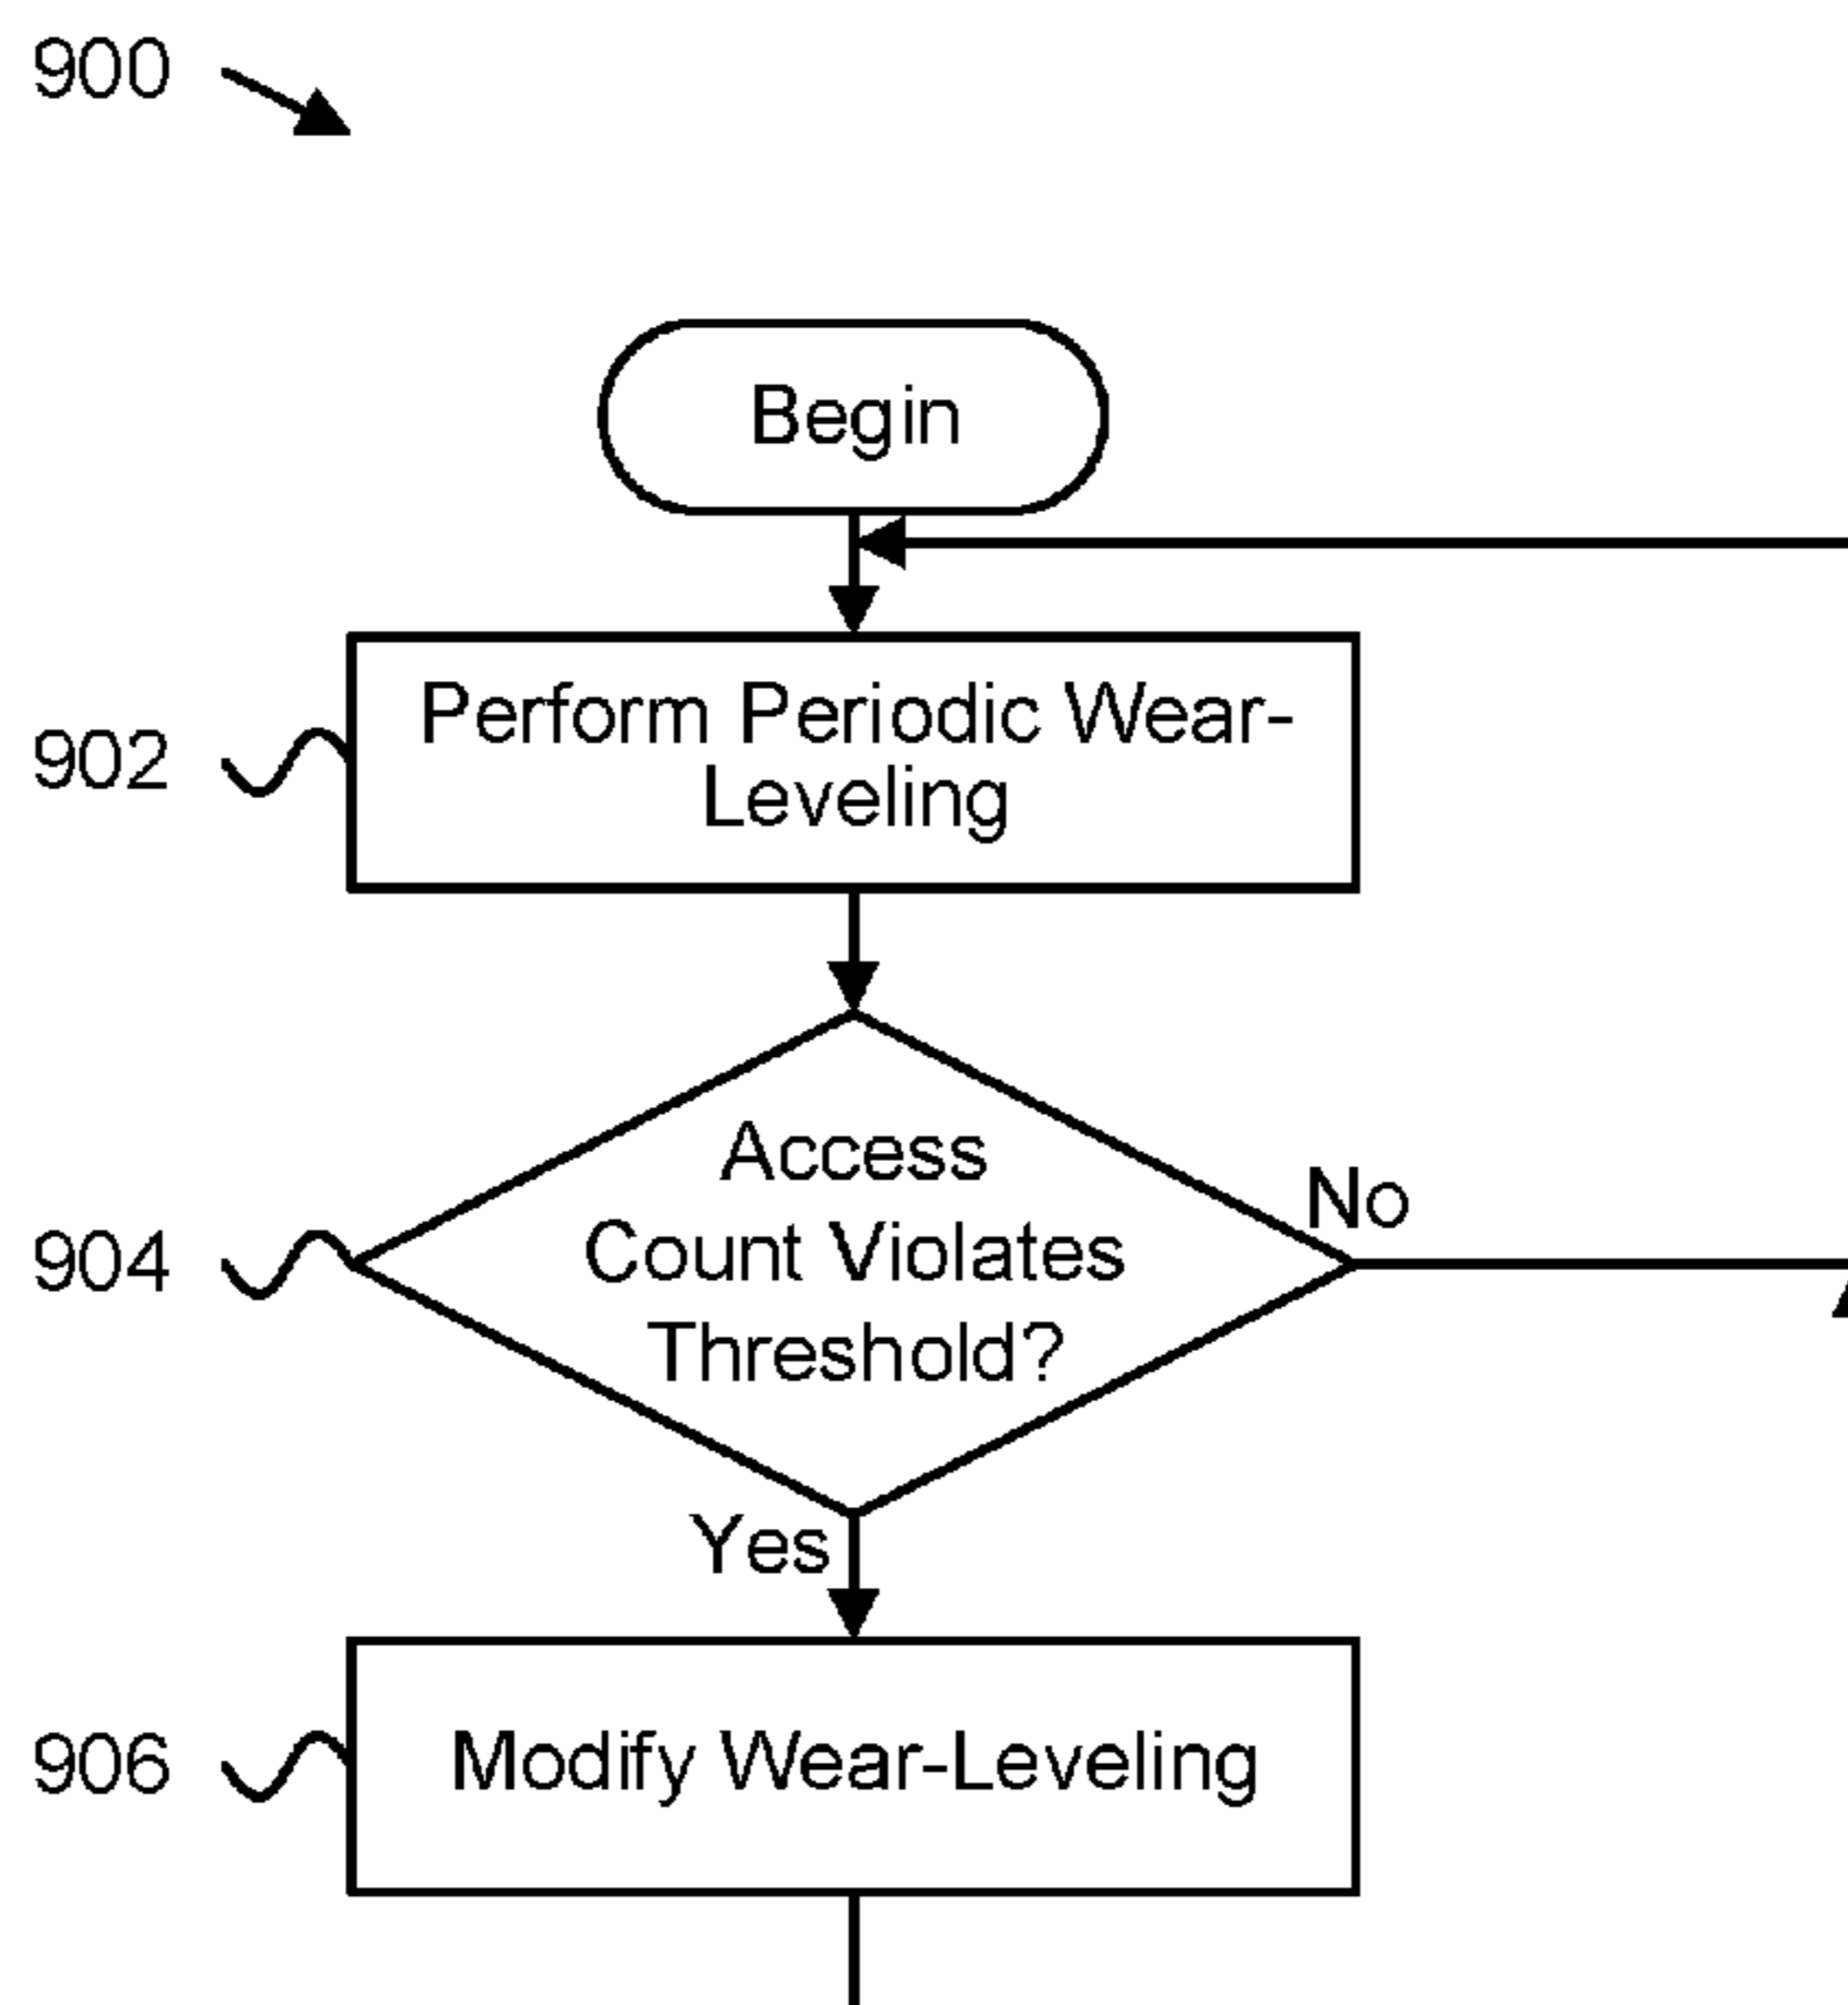 900
Begin
902
Perform Periodic Wear-
Leveling
904
Access
Count Violates
Threshold?
No
Yes
906
Modify Wear-Leveling